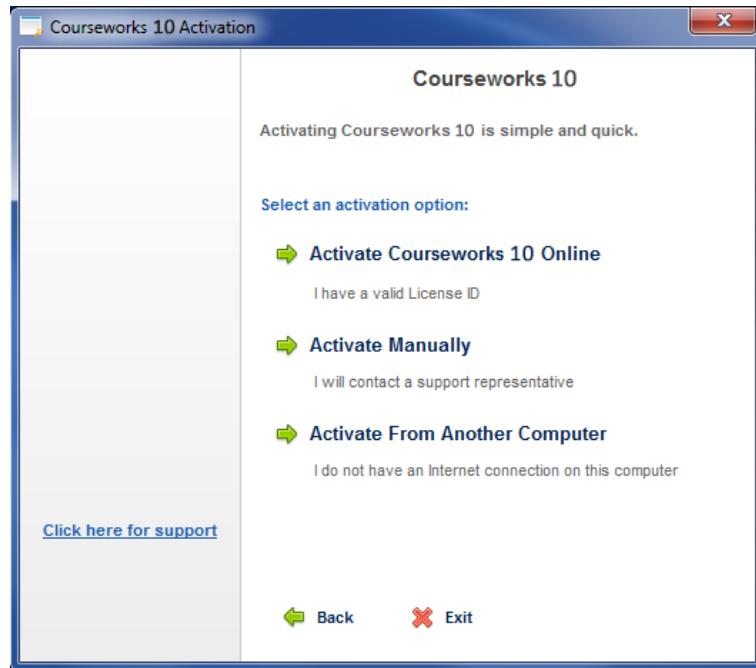 Courseworks 10 Activation
Courseworks 10
Activating Courseworks 10 is simple and quick.
Select an activation option:
Activate Courseworks 10 Online
I have a valid License ID
Activate Manually
I will contact a support representative
Activate From Another Computer
I do not have an Internet connection on this computer
Click here for support
Back Exit